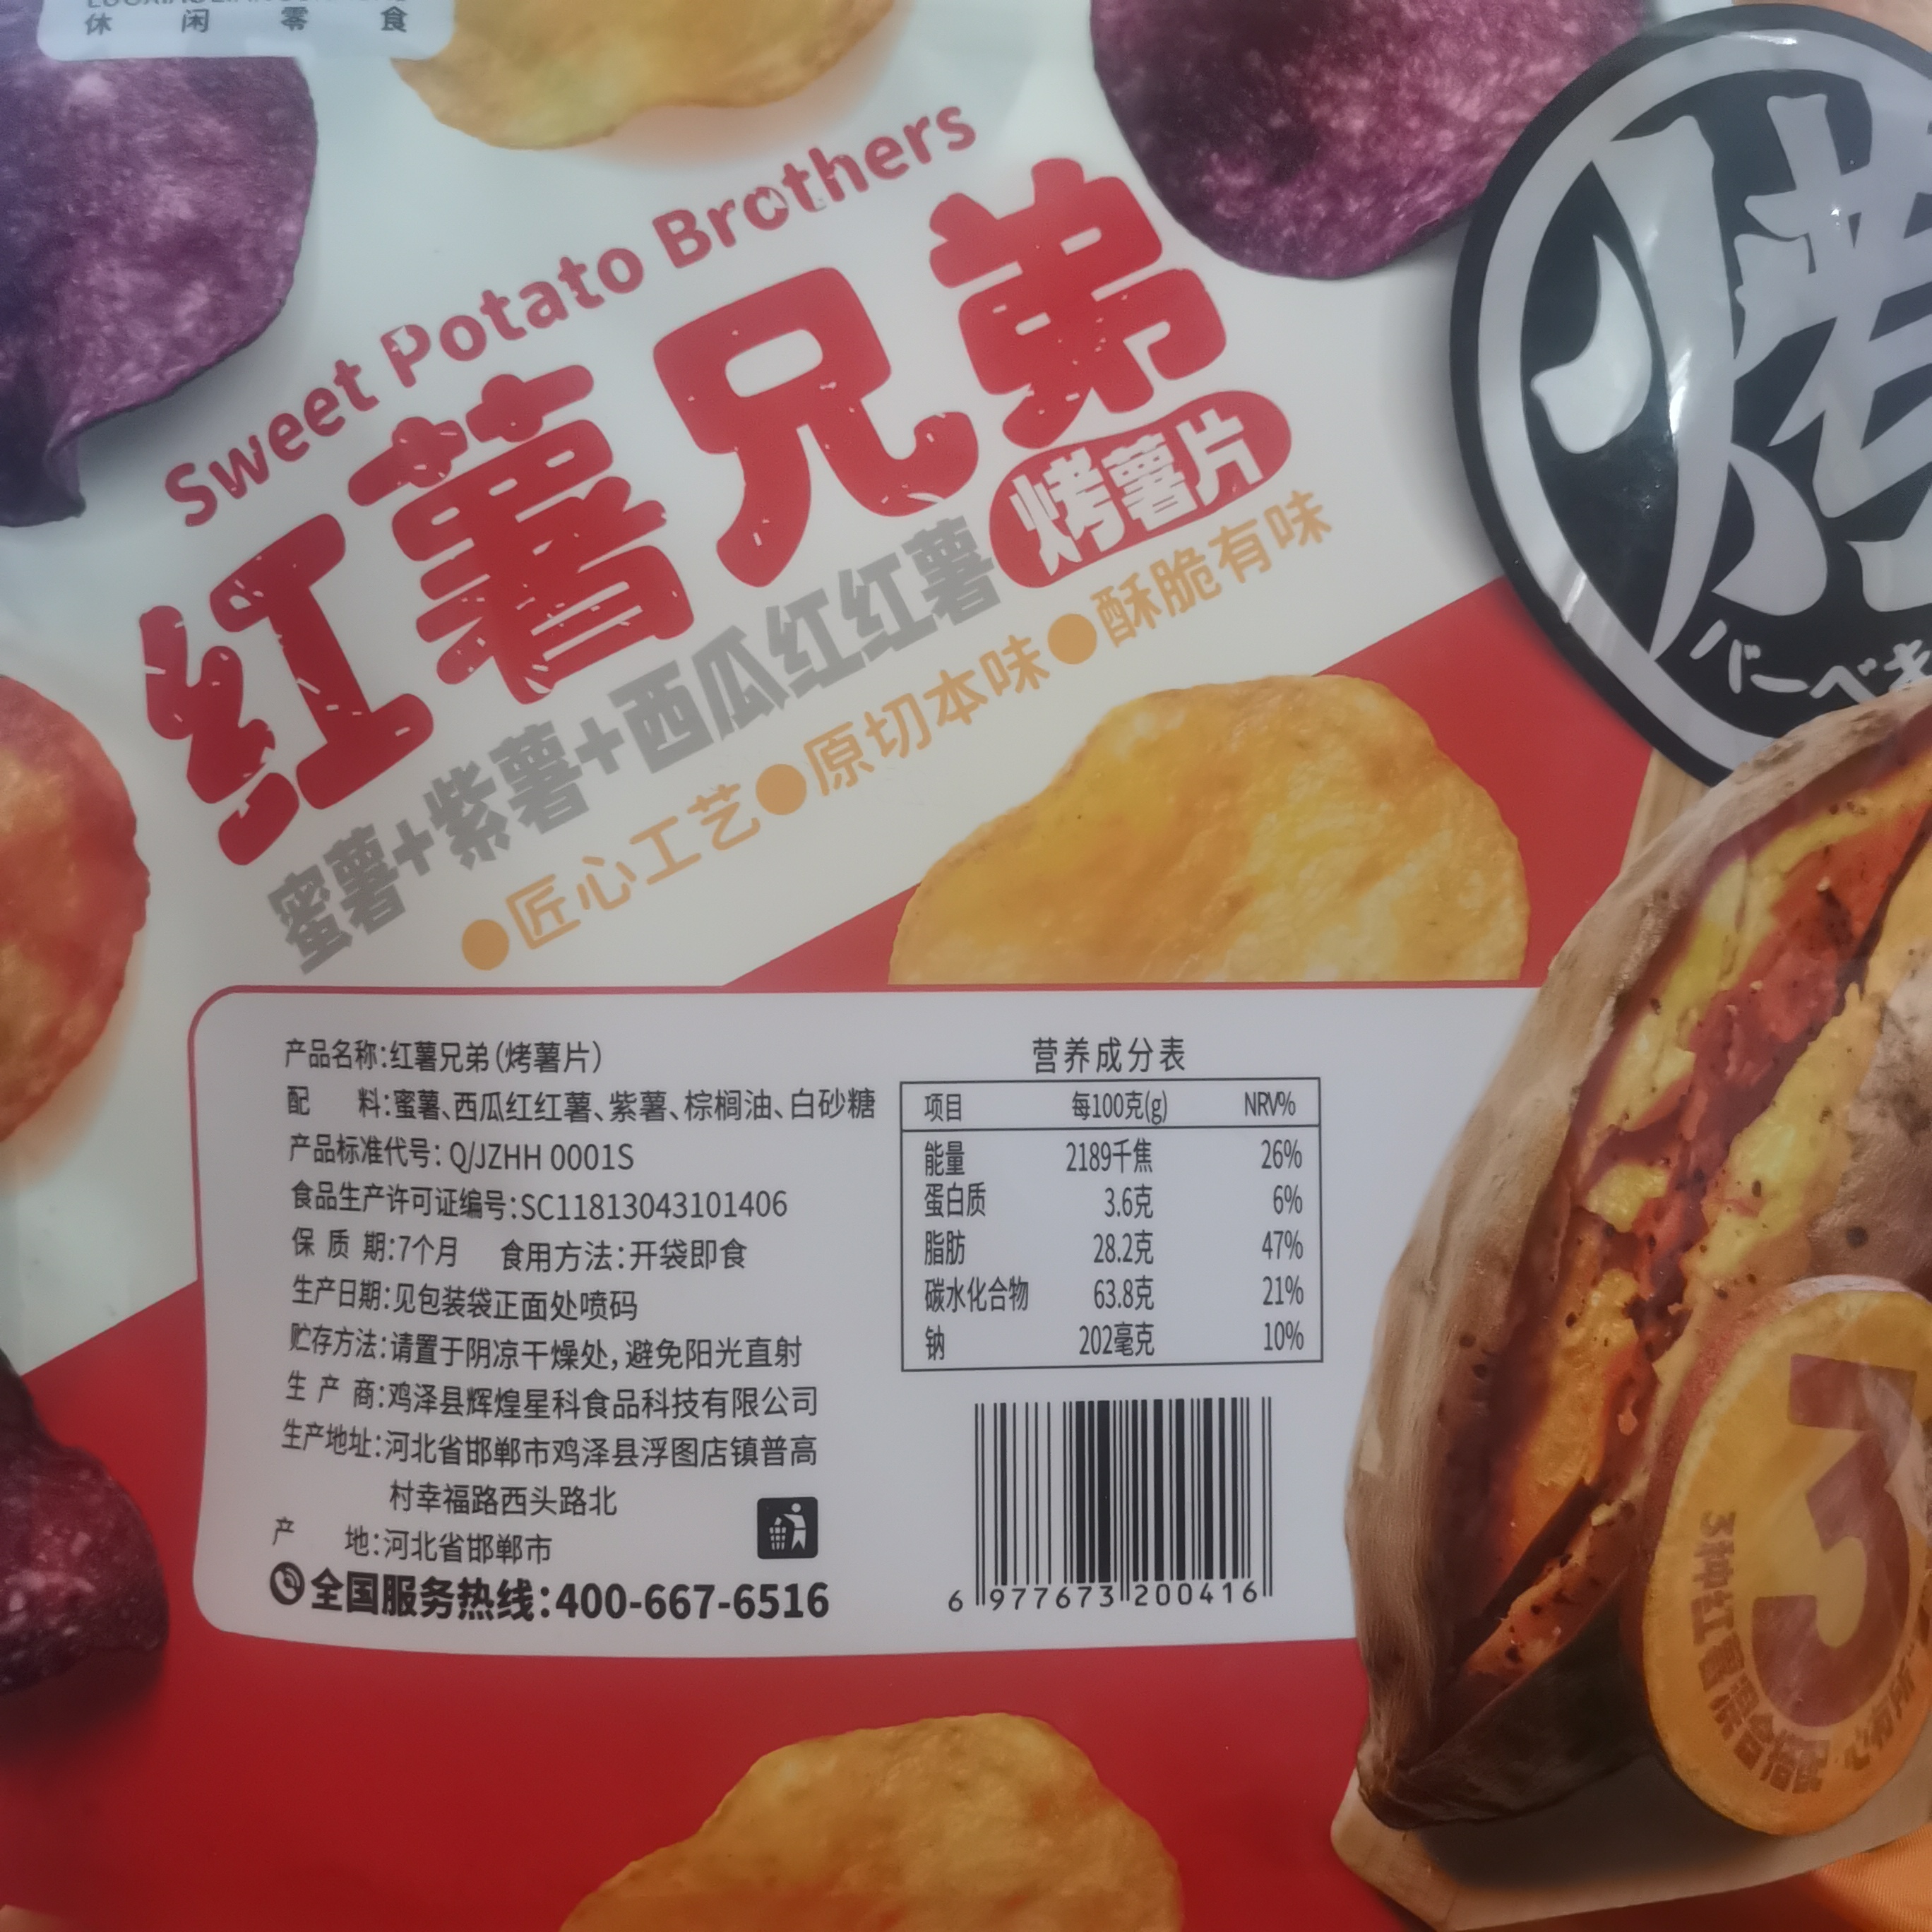 休闲零食
Sweet Potato Brothers
红薯兄弟
烤薯片
蜜薯+紫薯+西瓜红红薯
●匠心工艺●原切本味●酥脆有味
烤
バーベキ
产品名称:红薯兄弟(烤薯片)
配 料:蜜薯、西瓜红红薯、紫薯、棕榈油、白砂糖
产品标准代号: Q/JZHH 0001S
食品生产许可证编号:SC11813043101406
保 质 期:7个月 食用方法:开袋即食
生产日期:见包装袋正面处喷码
贮存方法:请置于阴凉干燥处,避免阳光直射
生 产 商:鸡泽县辉煌星科食品科技有限公司
生产地址:河北省邯郸市鸡泽县浮图店镇普高
村幸福路西头路北
产 地:河北省邯郸市
全国服务热线:400-667-6516
营养成分表
项目 每100克(g) NRV%
能量 2189千焦 26%
蛋白质 3.6克 6%
脂肪 28.2克 47%
碳水化合物 63.8克 21%
钠 202毫克 10%
6 977673 200416
3
3种红薯混合搭配